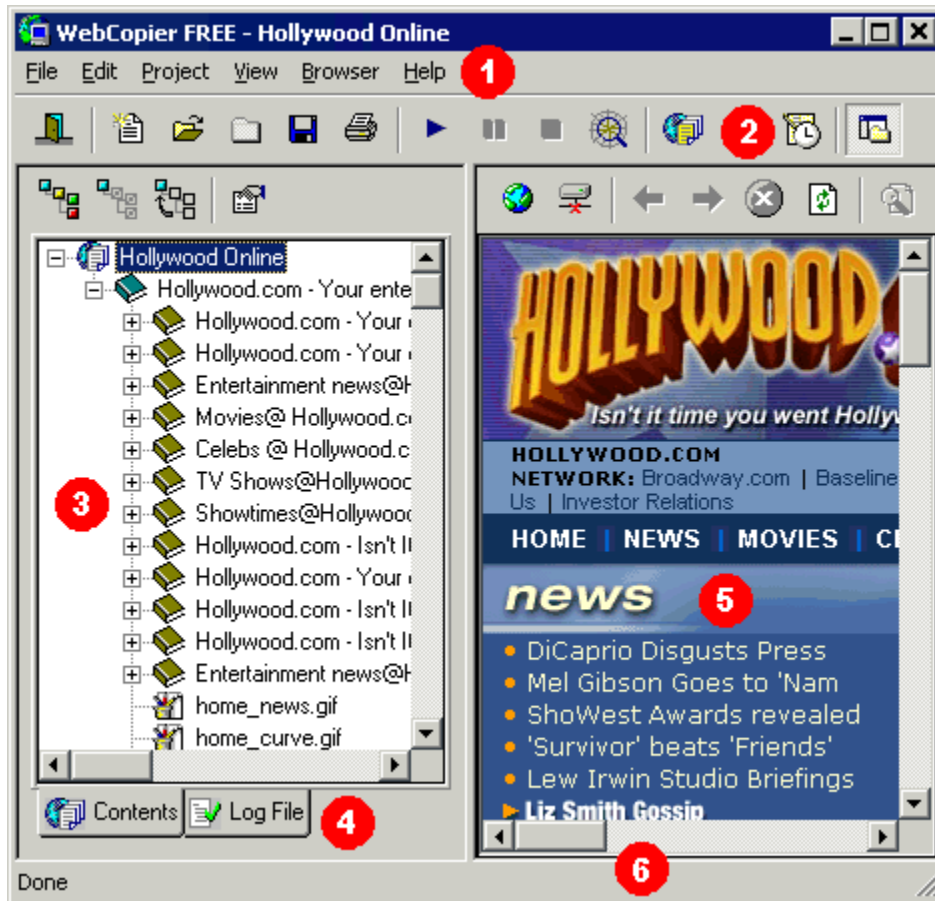 WebCopier FREE - Hollywood Online
File Edit Project View Browser Help 1
2
Hollywood Online
Hollywood.com - Your ente
Hollywood.com - Your
Hollywood.com - Your
Entertainment news@H
Movies@ Hollywood.c
Celebs @ Hollywood.c
TV Shows@Hollywood
3
Showtimes@Hollywood
Hollywood.com - Isn't I
Hollywood.com - Your
Hollywood.com - Isn't I
Hollywood.com - Isn't I
Entertainment news@H
home_news.gif
home_curve.gif
Contents Log File 4
HOLLYWOOD
Isn't it time you went Holly
HOLLYWOOD.COM
NETWORK: Broadway.com | Baseline
Us | Investor Relations
HOME | NEWS | MOVIES | C
news 5
• DiCaprio Disgusts Press
• Mel Gibson Goes to 'Nam
• ShoWest Awards revealed
• 'Survivor' beats 'Friends'
• Lew Irwin Studio Briefings
Liz Smith Gossip
6
Done